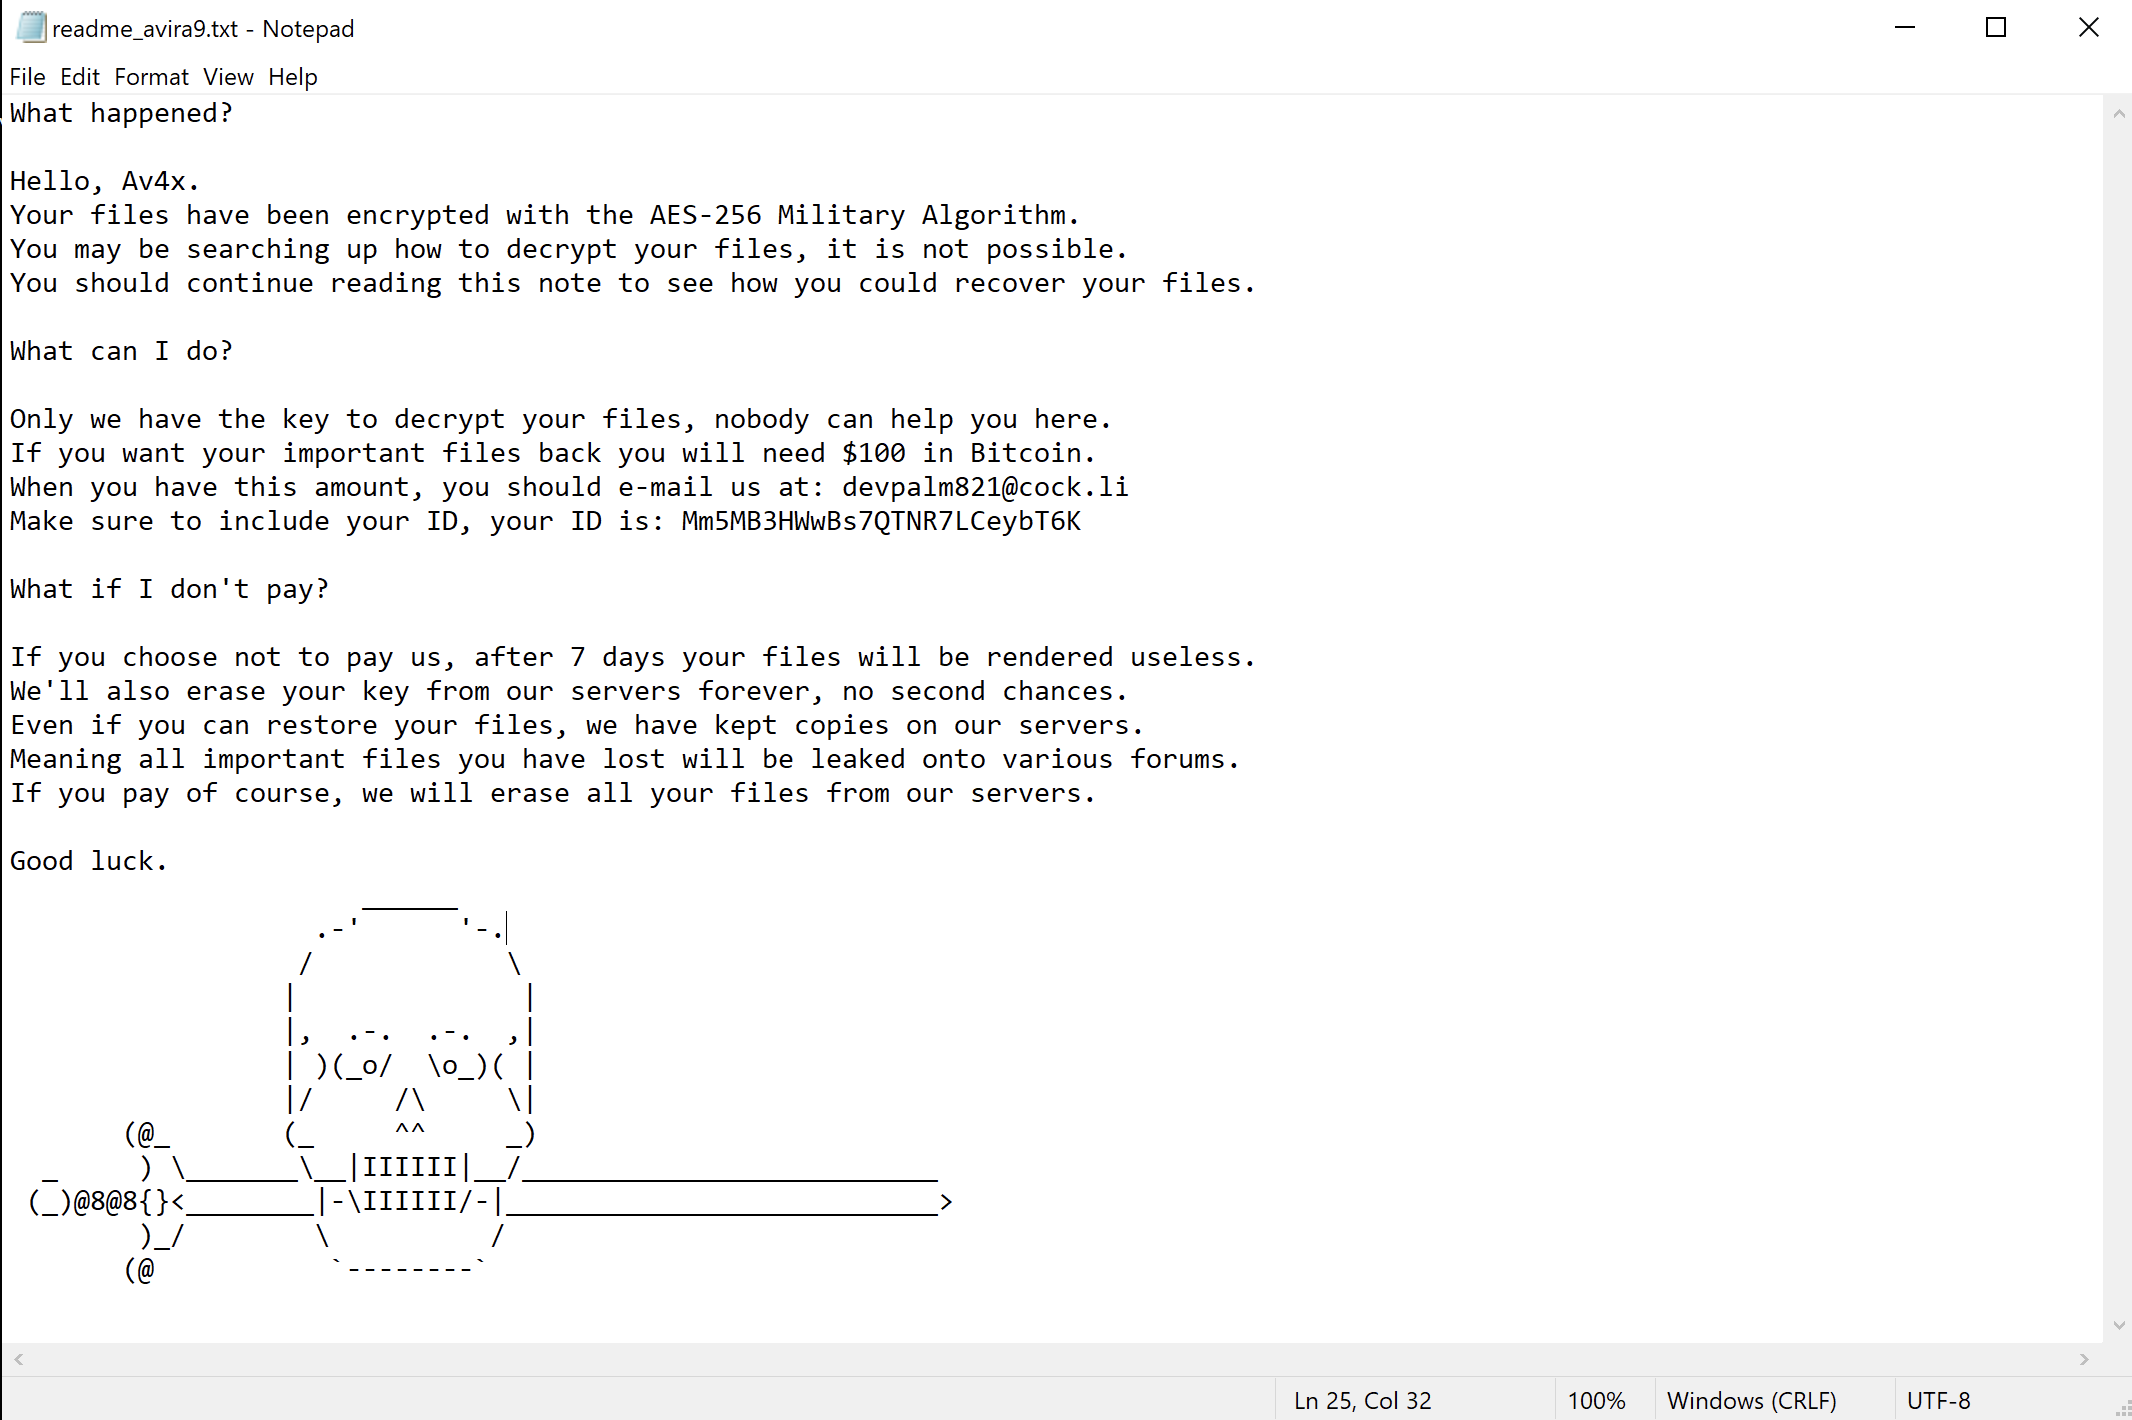 readme_avira9.txt - Notepad
File Edit Format View Help
What happened?
Hello, Av4x.
Your files have been encrypted with the AES-256 Military Algorithm.
You may be searching up how to decrypt your files, it is not possible.
You should continue reading this note to see how you could recover your files.
What can I do?
Only we have the key to decrypt your files, nobody can help you here.
If you want your important files back you will need $100 in Bitcoin.
When you have this amount, you should e-mail us at: devpalm821@cock.li
Make sure to include your ID, your ID is: Mm5MB3HWwBs7QTNR7LCeybT6K
What if I don't pay?
If you choose not to pay us, after 7 days your files will be rendered useless.
We'll also erase your key from our servers forever, no second chances.
Even if you can restore your files, we have kept copies on our servers.
Meaning all important files you have lost will be leaked onto various forums.
If you pay of course, we will erase all your files from our servers.
Good luck.
                      ______
                   .-'      '-.
                  /            \
                 |              |
                 |,  .-.  .-.  ,|
                 | )(_o/  \o_)( |
                 |/     /\     \|
       (@_       (_     ^^     _)
  _     ) \_______\__|IIIIII|__/__________________________
 (_)@8@8{}<________|-\IIIIII/-|___________________________>
        )_/        \          /
       (@           `--------`
Ln 25, Col 32 100% Windows (CRLF) UTF-8